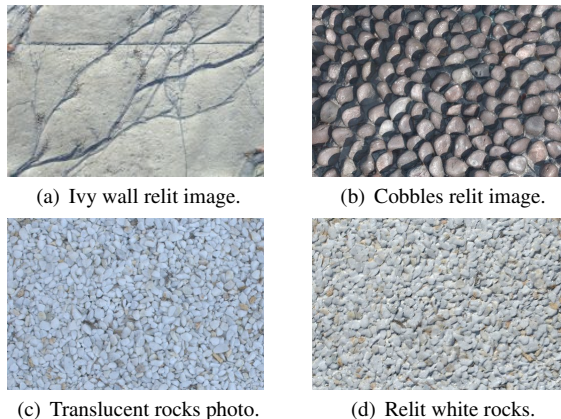 (a) Ivy wall relit image.
(b) Cobbles relit image.
(c) Translucent rocks photo.
(d) Relit white rocks.